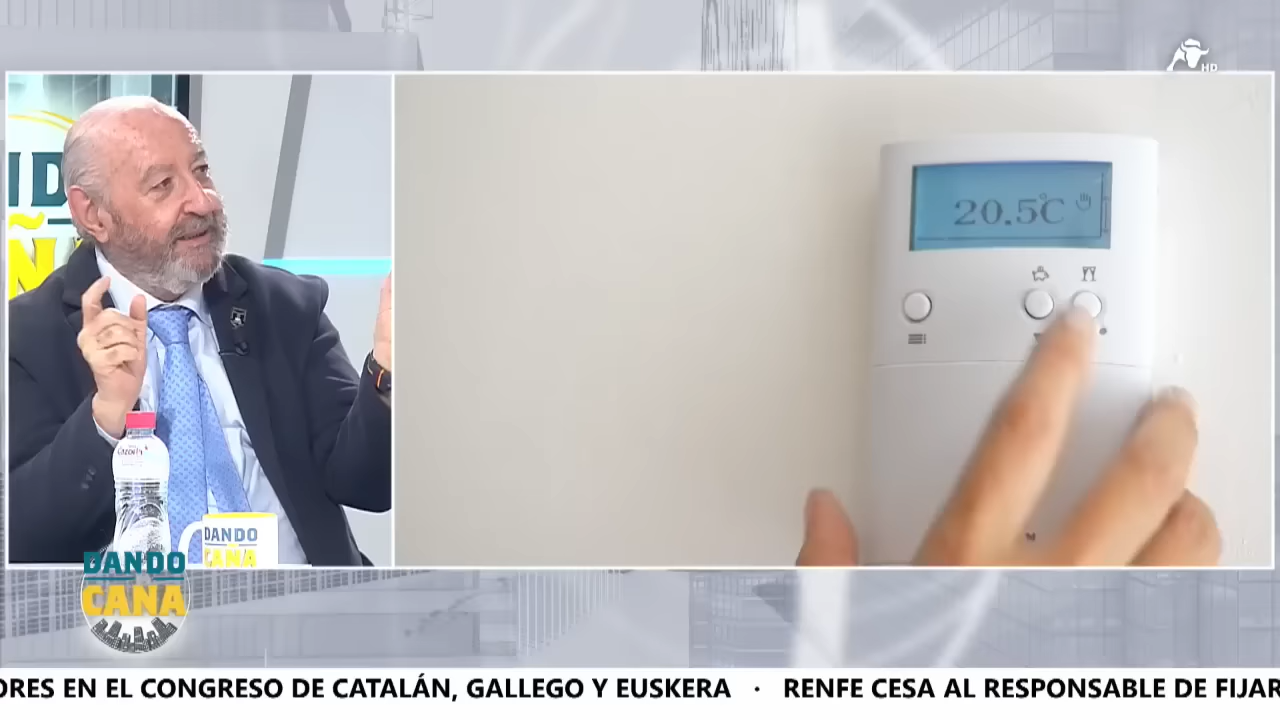 HD
20.5°C
DANDO
CAÑA
DANDO
CANA
ORES EN EL CONGRESO DE CATALÁN, GALLEGO Y EUSKERA · RENFE CESA AL RESPONSABLE DE FIJAR